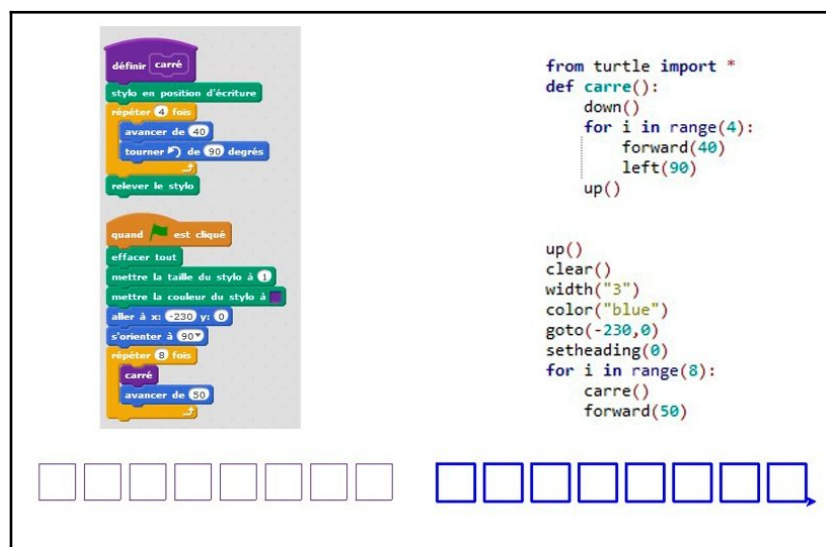 définir carré
stylo en position d'écriture
répéter 4 fois
avancer de 40
tourner de 90 degrés
relever le stylo
quand est cliqué
effacer tout
mettre la taille du stylo à 1
mettre la couleur du stylo à
aller à x: -230 y: 0
s'orienter à 90
répéter 8 fois
carré
avancer de 50
from turtle import *
def carre():
    down()
    for i in range(4):
        forward(40)
        left(90)
    up()
up()
clear()
width("3")
color("blue")
goto(-230,0)
setheading(0)
for i in range(8):
    carre()
    forward(50)